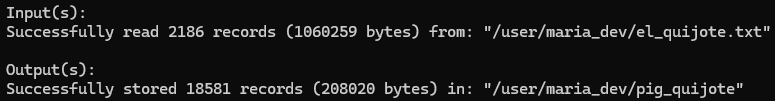 Input(s):
Successfully read 2186 records (1060259 bytes) from: "/user/maria_dev/el_quijote.txt"
Output(s):
Successfully stored 18581 records (208020 bytes) in: "/user/maria_dev/pig_quijote"